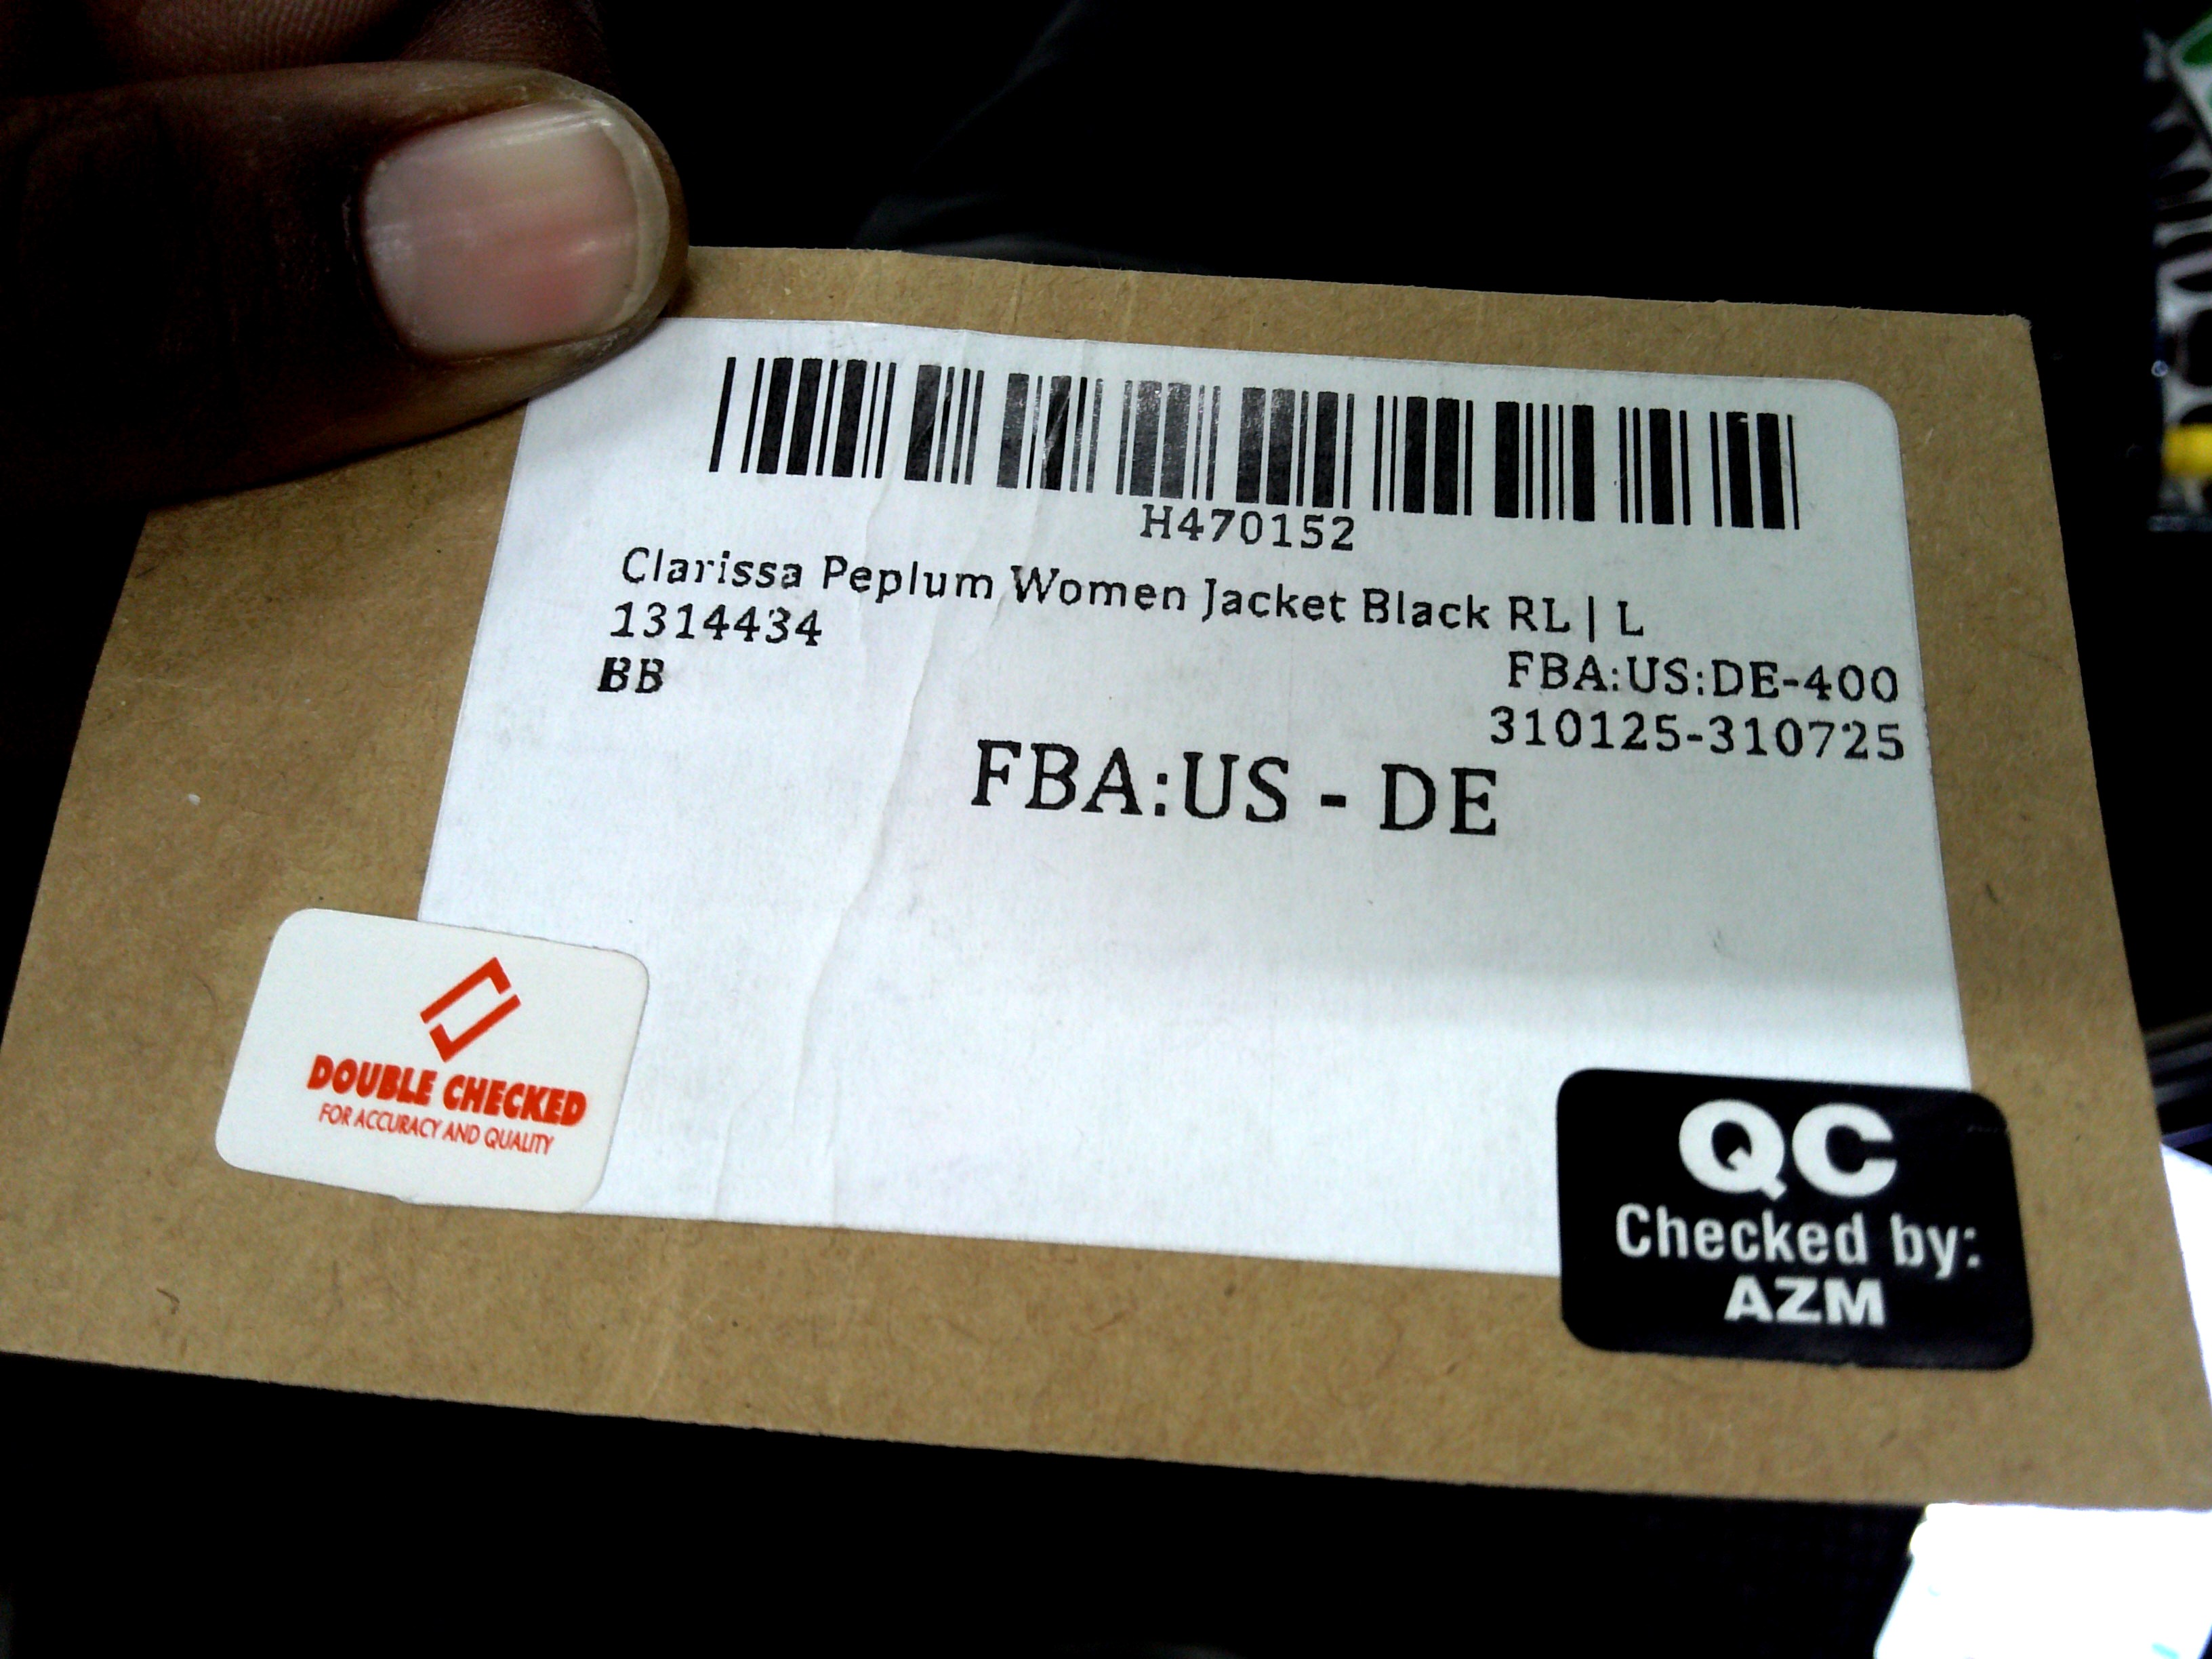 H470152
Clarissa Peplum Women Jacket Black RL | L
1314434
BB
FBA:US:DE-400
310125-310725
FBA:US - DE
DOUBLE CHECKED
FOR ACCURACY AND QUALITY
QC
Checked by:
AZM